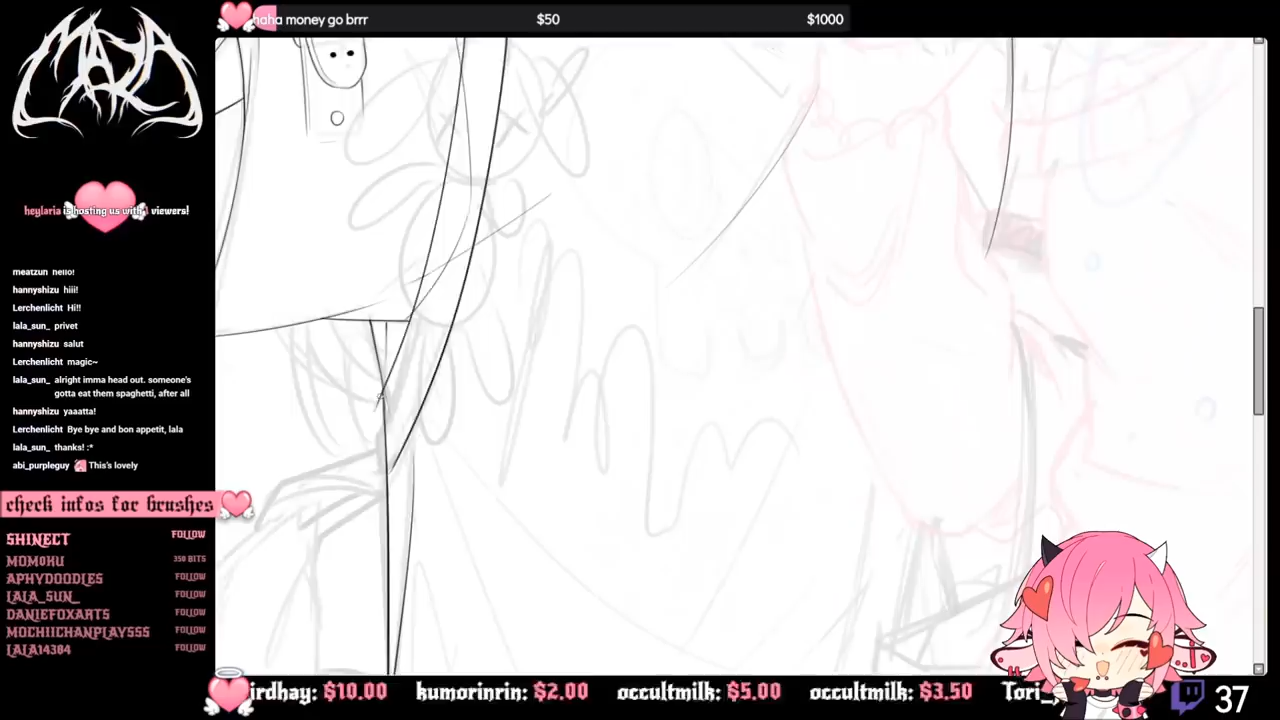 haha money go brrr $50 $1000
MAZA
heylaria is hosting us with 1 viewers!
meatzun hello!
hannyshizu hiii!
Lerchenlicht Hi!!
lala_sun_ privet
hannyshizu salut
Lerchenlicht magic~
lala_sun_ alright imma head out. someone's
gotta eat them spaghetti, after all
hannyshizu yaaatta!
Lerchenlicht Bye bye and bon appetit, lala
lala_sun_ thanks! :*
abi_purpleguy This's lovely
check infos for brushes
SHINECT FOLLOW
MOMOKU 350 BITS
APHYDOODLES FOLLOW
LALA_SUN_ FOLLOW
DANIEFOXARTS FOLLOW
MOCHIICHANPLAYSSS FOLLOW
LALA14304 FOLLOW
irdhay: $10.00 kumorinrin: $2.00 occultmilk: $5.00 occultmilk: $3.50 Tori_
37